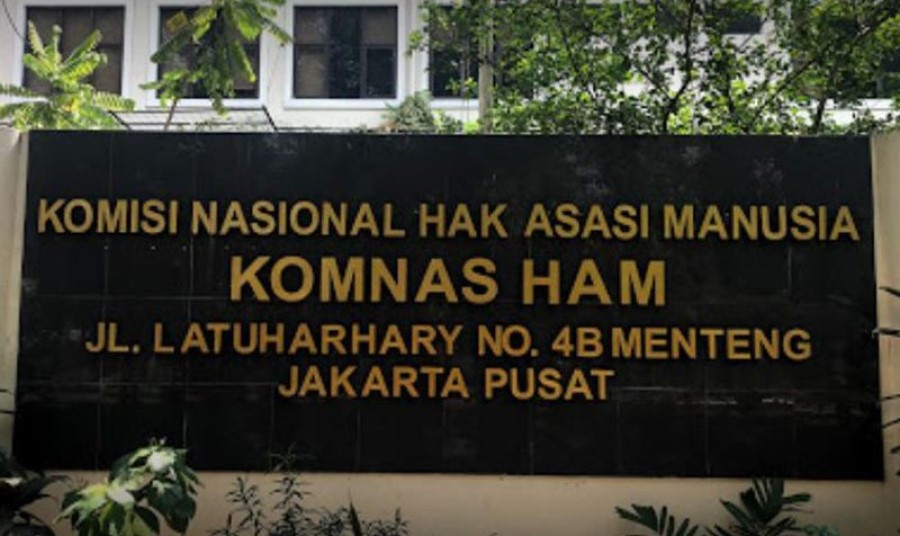 KOMISI NASIONAL HAK ASASI MANUSIA
KOMNAS HAM
JL. LATUHARHARY NO. 4B MENTENG
JAKARTA PUSAT